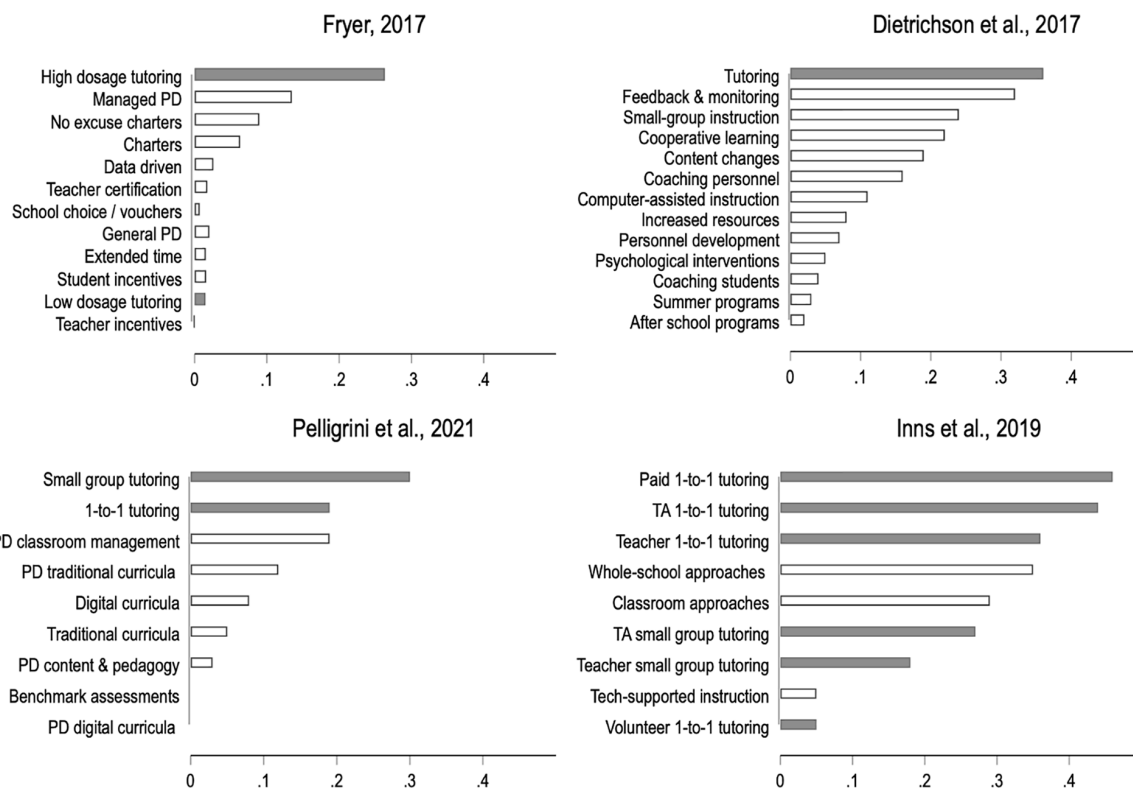 Fryer, 2017
High dosage tutoring
Managed PD
No excuse charters
Charters
Data driven
Teacher certification
School choice / vouchers
General PD
Extended time
Student incentives
Low dosage tutoring
Teacher incentives
0 .1 .2 .3 .4
Dietrichson et al., 2017
Tutoring
Feedback & monitoring
Small-group instruction
Cooperative learning
Content changes
Coaching personnel
Computer-assisted instruction
Increased resources
Personnel development
Psychological interventions
Coaching students
Summer programs
After school programs
0 .1 .2 .3 .4
Pelligrini et al., 2021
Small group tutoring
1-to-1 tutoring
PD classroom management
PD traditional curricula
Digital curricula
Traditional curricula
PD content & pedagogy
Benchmark assessments
PD digital curricula
0 .1 .2 .3 .4
Inns et al., 2019
Paid 1-to-1 tutoring
TA 1-to-1 tutoring
Teacher 1-to-1 tutoring
Whole-school approaches
Classroom approaches
TA small group tutoring
Teacher small group tutoring
Tech-supported instruction
Volunteer 1-to-1 tutoring
0 .1 .2 .3 .4